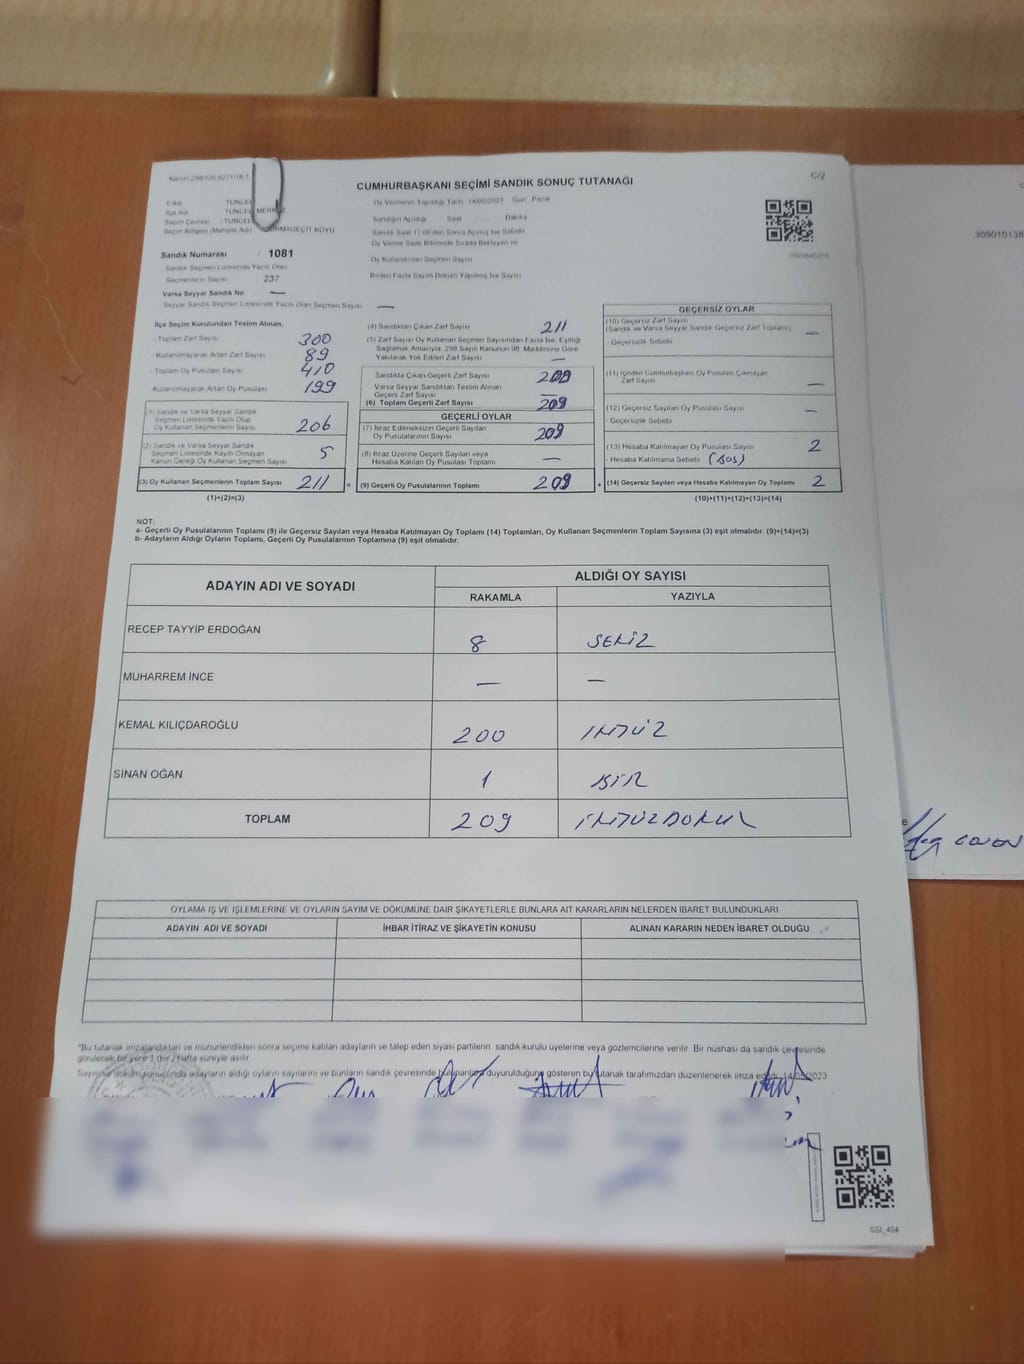 Kanun 298/105,6271/18-1
CUMHURBAŞKANI SEÇİMİ SANDIK SONUÇ TUTANAĞI
C/2
İl Adı TUNCELİ
İlçe Adı TUNCELİ MERKEZ
Seçim Çevresi TUNCELİ
Seçim Bölgesi (Mahalle Adı)
KÖYÜ
Oy Vermenin Yapıldığı Tarih 14/05/2023 Gün Pazar
Sandığın Açıldığı Saat Dakika
Sandık Saat 17:00'den Sonra Açılmış İse Sebebi
Oy Verme Saati Bitiminde Sırada Bekleyen ve
Oy Kullandırılan Seçmen Sayısı
Birden Fazla Sayım Döküm Yapılmış İse Sayısı
309010138
Sandık Numarası 1081
Sandık Seçmen Listesinde Yazılı Olan
Seçmenlerin Sayısı 237
Varsa Seyyar Sandık No —
Seyyar Sandık Seçmen Listesinde Yazılı Olan Seçmen Sayısı —
İlçe Seçim Kurulundan Teslim Alınan;
- Toplam Zarf Sayısı 300
- Kullanılmayarak Artan Zarf Sayısı 89
- Toplam Oy Pusulası Sayısı 410
- Kullanılmayarak Artan Oy Pusulası 199
(1) Sandık ve Varsa Seyyar Sandık
Seçmen Listesinde Yazılı Olup
Oy Kullanan Seçmenlerin Sayısı 206
(2) Sandık ve Varsa Seyyar Sandık
Seçmen Listesinde Kayıtlı Olmayan
Kanun Gereği Oy Kullanan Seçmen Sayısı 5
(3) Oy Kullanan Seçmenlerin Toplam Sayısı 211
(1)+(2)=(3)
=
(4) Sandıktan Çıkan Zarf Sayısı 211
(5) Zarf Sayısı Oy Kullanan Seçmen Sayısından Fazla İse, Eşitliği
Sağlamak Amacıyla, 298 Sayılı Kanunun 98. Maddesine Göre
Yakılarak Yok Edilen Zarf Sayısı —
Sandıkta Çıkan Geçerli Zarf Sayısı 209
Varsa Seyyar Sandıktan Teslim Alınan
Geçerli Zarf Sayısı —
(6) Toplam Geçerli Zarf Sayısı 209
GEÇERLİ OYLAR
(7) İtiraz Edilmeksizin Geçerli Sayılan
Oy Pusulalarının Sayısı 209
(8) İtiraz Üzerine Geçerli Sayılan veya
Hesaba Katılan Oy Pusulası Toplamı —
(9) Geçerli Oy Pusulalarının Toplamı 209
+
GEÇERSİZ OYLAR
(10) Geçersiz Zarf Sayısı
(Sandık ve Varsa Seyyar Sandık Geçersiz Zarf Toplamı) —
Geçersizlik Sebebi
(11) İçinden Cumhurbaşkanı Oy Pusulası Çıkmayan
Zarf Sayısı —
(12) Geçersiz Sayılan Oy Pusulası Sayısı —
Geçersizlik Sebebi
(13) Hesaba Katılmayan Oy Pusulası Sayısı 2
- Hesaba Katılmama Sebebi (BOŞ)
(14) Geçersiz Sayılan veya Hesaba Katılmayan Oy Toplamı 2
(10)+(11)+(12)+(13)=(14)
NOT:
a- Geçerli Oy Pusulalarının Toplamı (9) ile Geçersiz Sayılan veya Hesaba Katılmayan Oy Toplamı (14) Toplamları, Oy Kullanan Seçmenlerin Toplam Sayısına (3) eşit olmalıdır. (9)+(14)=(3)
b- Adayların Aldığı Oyların Toplamı, Geçerli Oy Pusulalarının Toplamına (9) eşit olmalıdır.
ADAYIN ADI VE SOYADI ALDIĞI OY SAYISI
RAKAMLA YAZIYLA
RECEP TAYYİP ERDOĞAN 8 SEKİZ
MUHARREM İNCE — —
KEMAL KILIÇDAROĞLU 200 İKİYÜZ
SİNAN OĞAN 1 BİR
TOPLAM 209 İKİYÜZDOKUZ
OYLAMA İŞ VE İŞLEMLERİNE VE OYLARIN SAYIM VE DÖKÜMÜNE DAİR ŞİKAYETLERLE BUNLARA AİT KARARLARIN NELERDEN İBARET BULUNDUKLARI
ADAYIN ADI VE SOYADI İHBAR İTİRAZ VE ŞİKAYETİN KONUSU ALINAN KARARIN NEDEN İBARET OLDUĞU
"Bu tutanak imzalandıktan ve mühürlendikten sonra seçime katılan adayların ve talep eden siyasi partilerin sandık kurulu üyelerine veya gözlemcilerine verilir. Bir nüshası da sandık çevresinde
görülecek bir yere 1 (bir) hafta süreyle asılır.
Sayım ve döküm sonucunda adayların aldığı oyların sayılarını ve bunların sandık çevresinde bulunanlara duyurulduğunu gösteren bu tutanak tarafımızdan düzenlenerek imza edildi. 14/05/2023
SSI_404